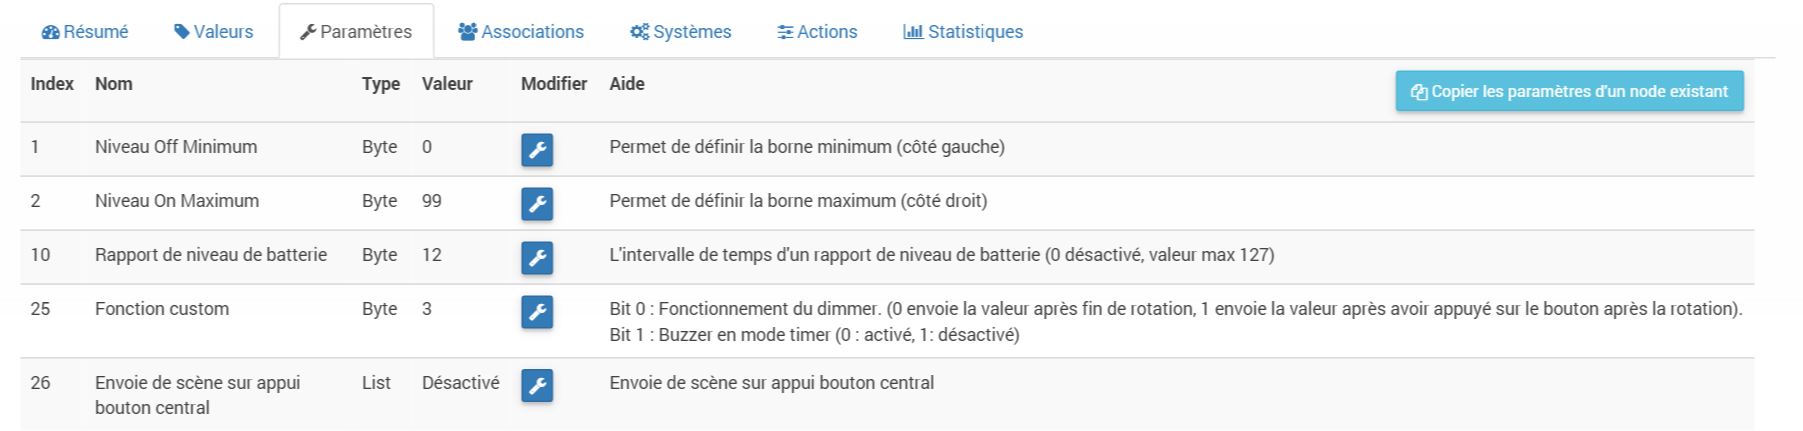 Résumé Valeurs Paramètres Associations Systèmes Actions Statistiques
Index Nom Type Valeur Modifier Aide Copier les paramètres d'un node existant
1 Niveau Off Minimum Byte 0 Permet de définir la borne minimum (côté gauche)
2 Niveau On Maximum Byte 99 Permet de définir la borne maximum (côté droit)
10 Rapport de niveau de batterie Byte 12 L'intervalle de temps d'un rapport de niveau de batterie (0 désactivé, valeur max 127)
25 Fonction custom Byte 3 Bit 0 : Fonctionnement du dimmer. (0 envoie la valeur après fin de rotation, 1 envoie la valeur après avoir appuyé sur le bouton après la rotation).
Bit 1 : Buzzer en mode timer (0 : activé, 1: désactivé)
26 Envoie de scène sur appui List Désactivé Envoie de scène sur appui bouton central
bouton central